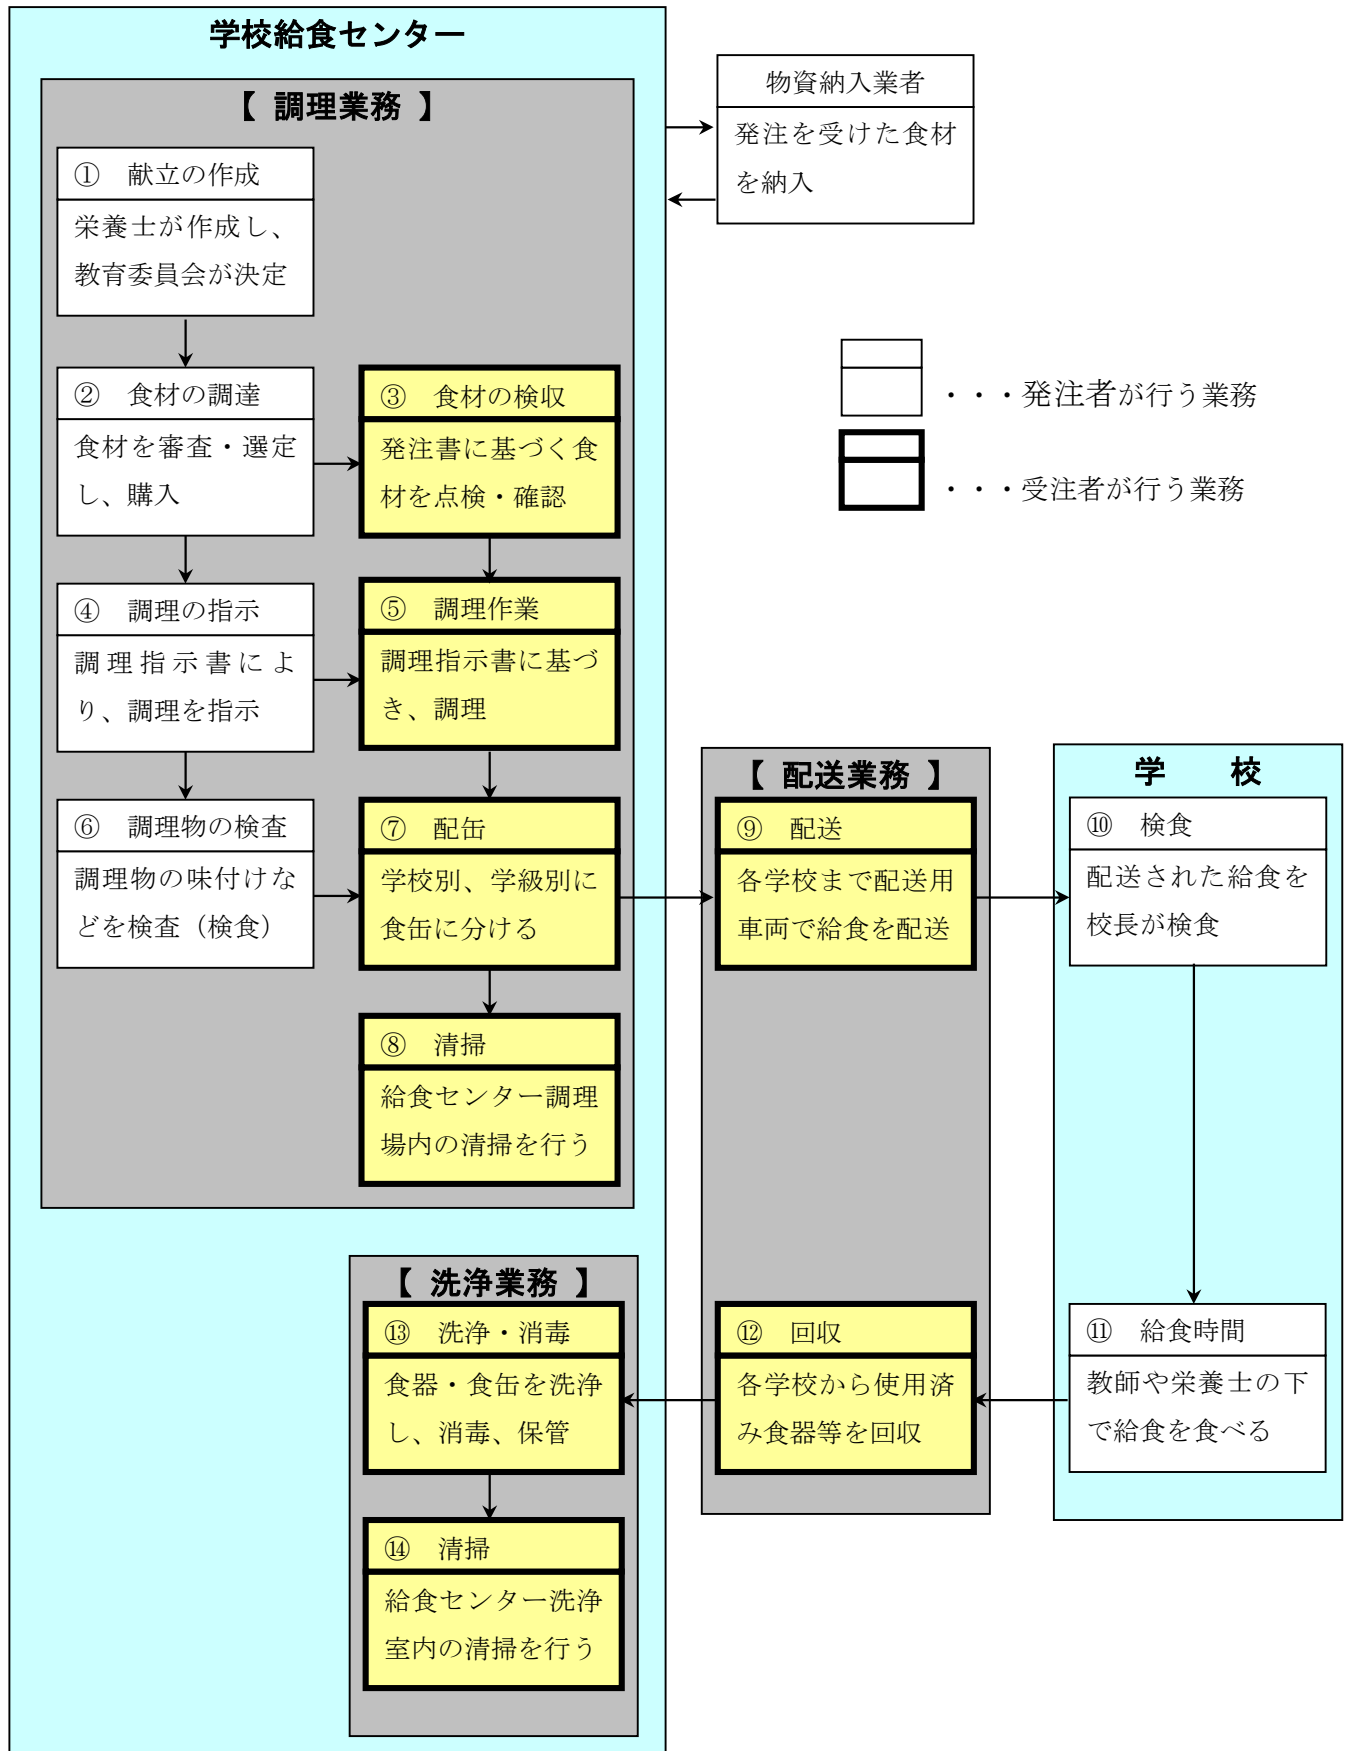 学校給食センター
【 調理業務 】
① 献立の作成
栄養士が作成し、
教育委員会が決定
物資納入業者
発注を受けた食材
を納入
② 食材の調達
食材を審査・選定
し、購入
③ 食材の検収
発注書に基づく食
材を点検・確認
・・・発注者が行う業務
・・・受注者が行う業務
④ 調理の指示
調理指示書によ
り、調理を指示
⑤ 調理作業
調理指示書に基づ
き、調理
⑥ 調理物の検査
調理物の味付けな
どを検査（検食）
⑦ 配缶
学校別、学級別に
食缶に分ける
⑧ 清掃
給食センター調理
場内の清掃を行う
【 配送業務 】
⑨ 配送
各学校まで配送用
車両で給食を配送
学 校
⑩ 検食
配送された給食を
校長が検食
⑪ 給食時間
教師や栄養士の下
で給食を食べる
⑫ 回収
各学校から使用済
み食器等を回収
【 洗浄業務 】
⑬ 洗浄・消毒
食器・食缶を洗浄
し、消毒、保管
⑭ 清掃
給食センター洗浄
室内の清掃を行う